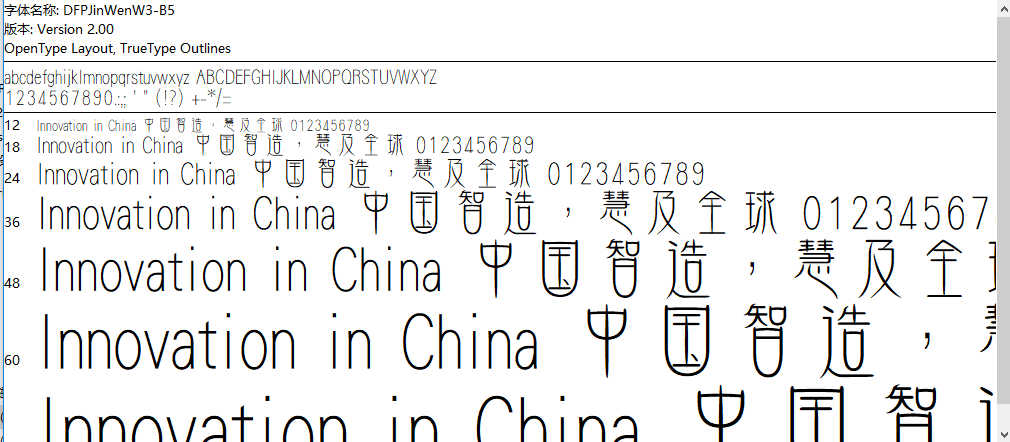 字体名称: DFPJinWenW3-B5
版本: Version 2.00
OpenType Layout, TrueType Outlines
abcdefghijklmnopqrstuvwxyz ABCDEFGHIJKLMNOPQRSTUVWXYZ
1234567890.:,; ' " (!?) +-*/=
12 Innovation in China 中国智造，慧及全球 0123456789
18 Innovation in China 中国智造，慧及全球 0123456789
24 Innovation in China 中国智造，慧及全球 0123456789
36 Innovation in China 中国智造，慧及全球 01234567
48 Innovation in China 中国智造，慧及全
60 Innovation in China 中国智造，
Innovation in China 中国智